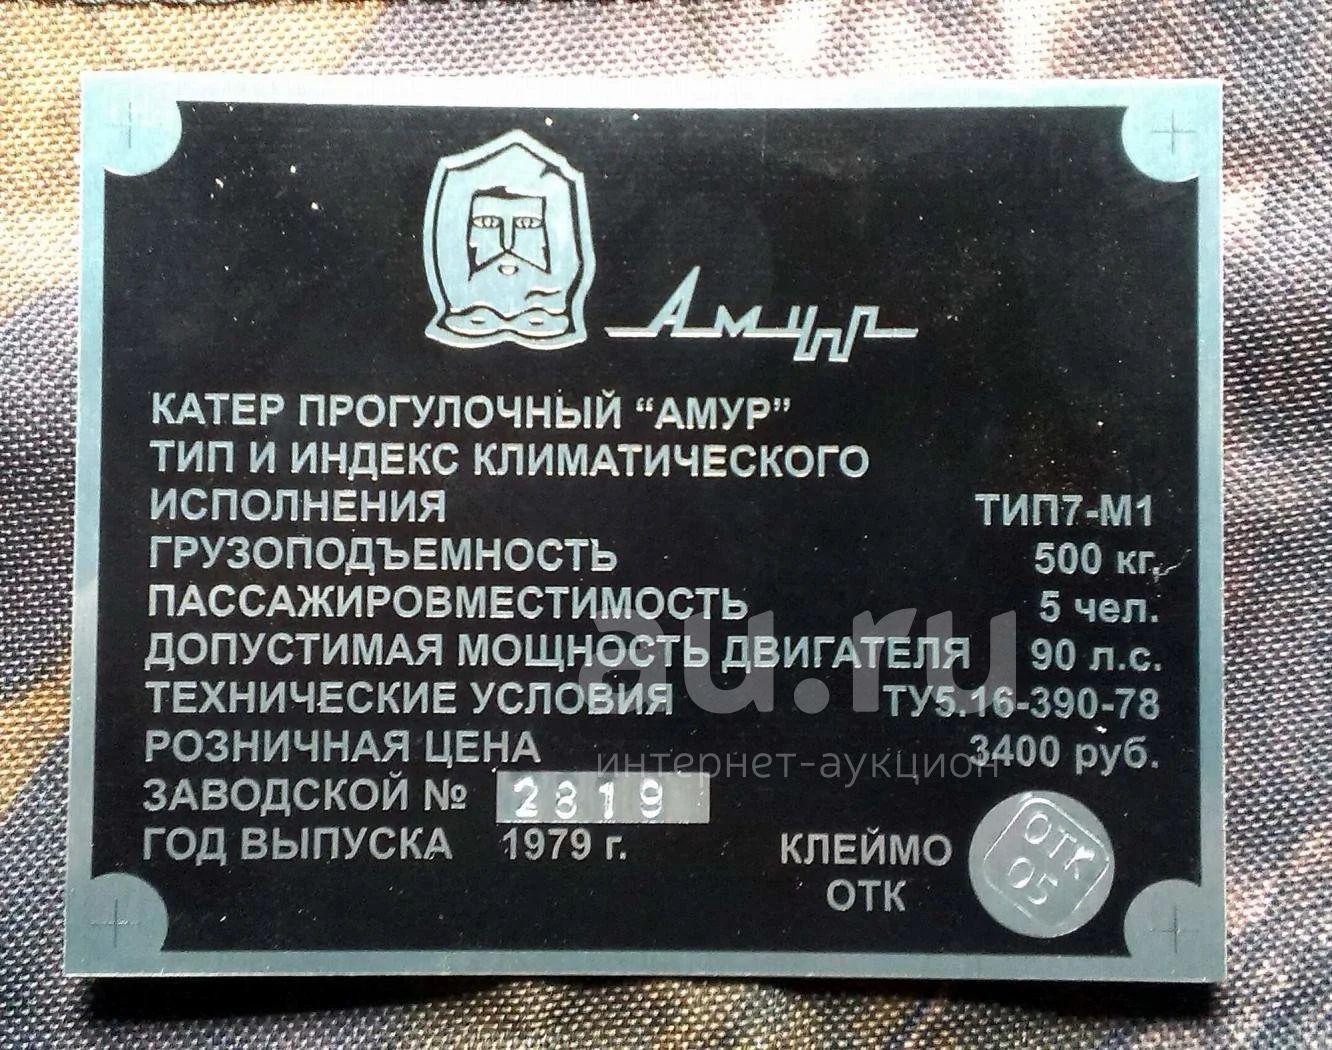 Амур
КАТЕР ПРОГУЛОЧНЫЙ “АМУР”
ТИП И ИНДЕКС КЛИМАТИЧЕСКОГО
ИСПОЛНЕНИЯ ТИП7-М1
ГРУЗОПОДЪЕМНОСТЬ 500 кг.
ПАССАЖИРОВМЕСТИМОСТЬ 5 чел.
ДОПУСТИМАЯ МОЩНОСТЬ ДВИГАТЕЛЯ 90 л.с.
ТЕХНИЧЕСКИЕ УСЛОВИЯ ТУ5.16-390-78
РОЗНИЧНАЯ ЦЕНА 3400 руб.
ЗАВОДСКОЙ № 2819
ГОД ВЫПУСКА 1979 г.
КЛЕЙМО
ОТК
ОТК
05
au.ru
интернет-аукцион